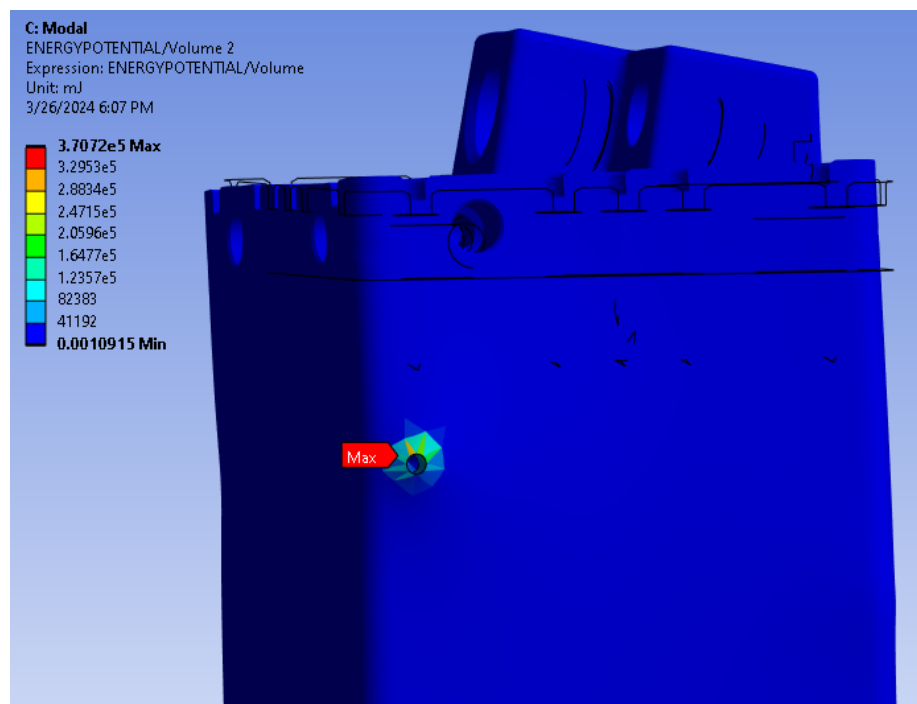 C: Modal
ENERGYPOTENTIAL/Volume 2
Expression: ENERGYPOTENTIAL/Volume
Unit: mJ
3/26/2024 6:07 PM
3.7072e5 Max
3.2953e5
2.8834e5
2.4715e5
2.0596e5
1.6477e5
1.2357e5
82383
41192
0.0010915 Min
Max